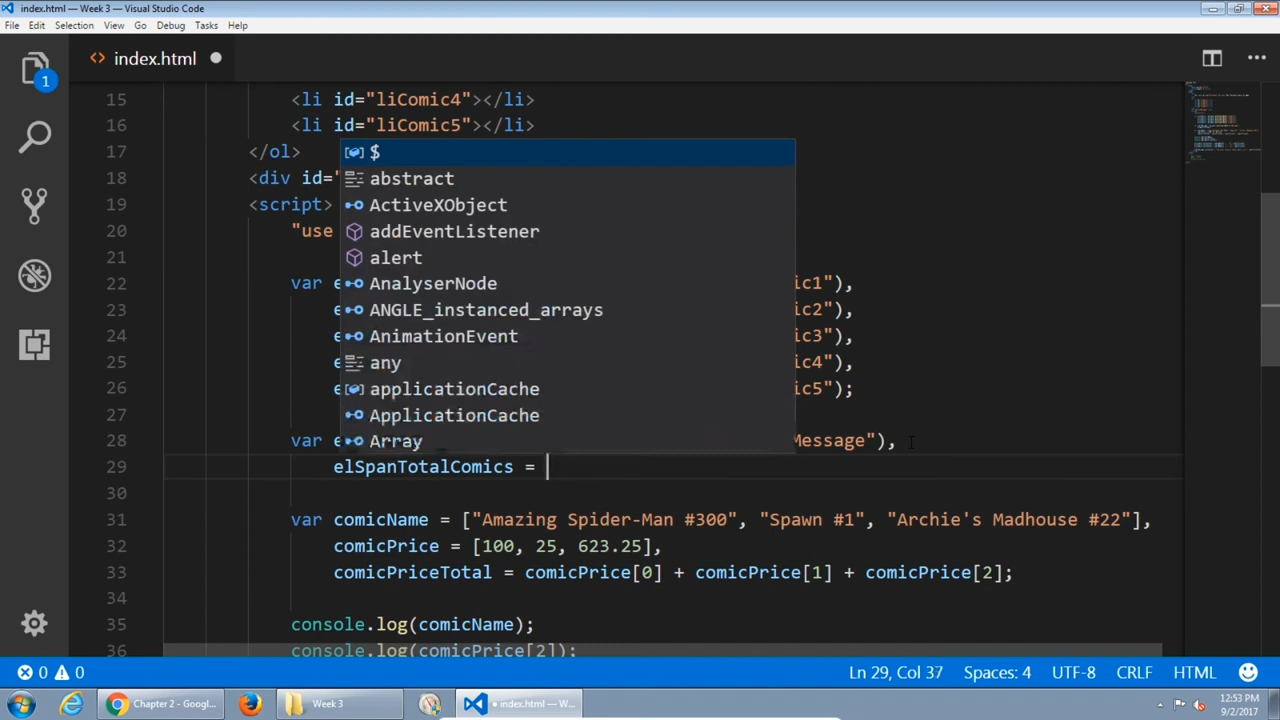 index.html — Week 3 — Visual Studio Code
File Edit Selection View Go Debug Tasks Help
index.html
1
15 <li id="liComic4"></li>
16 <li id="liComic5"></li>
17 </ol>
18 <div id="
19 <script>
20 "use
21
22 var e ic1"),
23 e ic2"),
24 e ic3"),
25 e ic4"),
26 e ic5");
27
28 var e Message"),
29 elSpanTotalComics =
30
31 var comicName = ["Amazing Spider-Man #300", "Spawn #1", "Archie's Madhouse #22"],
32 comicPrice = [100, 25, 623.25],
33 comicPriceTotal = comicPrice[0] + comicPrice[1] + comicPrice[2];
34
35 console.log(comicName);
36 console.log(comicPrice[2]);
$
abstract
ActiveXObject
addEventListener
alert
AnalyserNode
ANGLE_instanced_arrays
AnimationEvent
any
applicationCache
ApplicationCache
Array
0 0 Ln 29, Col 37 Spaces: 4 UTF-8 CRLF HTML
Chapter 2 - Googl... Week 3 index.html — W...
12:53 PM
9/2/2017